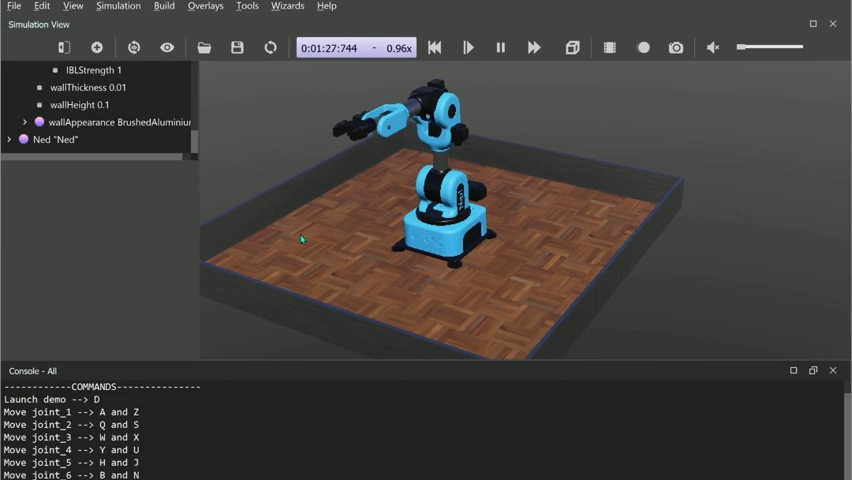 File Edit View Simulation Build Overlays Tools Wizards Help
Simulation View
0:01:27:744 - 0.96x
IBLStrength 1
wallThickness 0.01
wallHeight 0.1
wallAppearance BrushedAluminiu
Ned "Ned"
Console - All
------------COMMANDS---------------
Launch demo --> D
Move joint_1 --> A and Z
Move joint_2 --> Q and S
Move joint_3 --> W and X
Move joint_4 --> Y and U
Move joint_5 --> H and J
Move joint_6 --> B and N